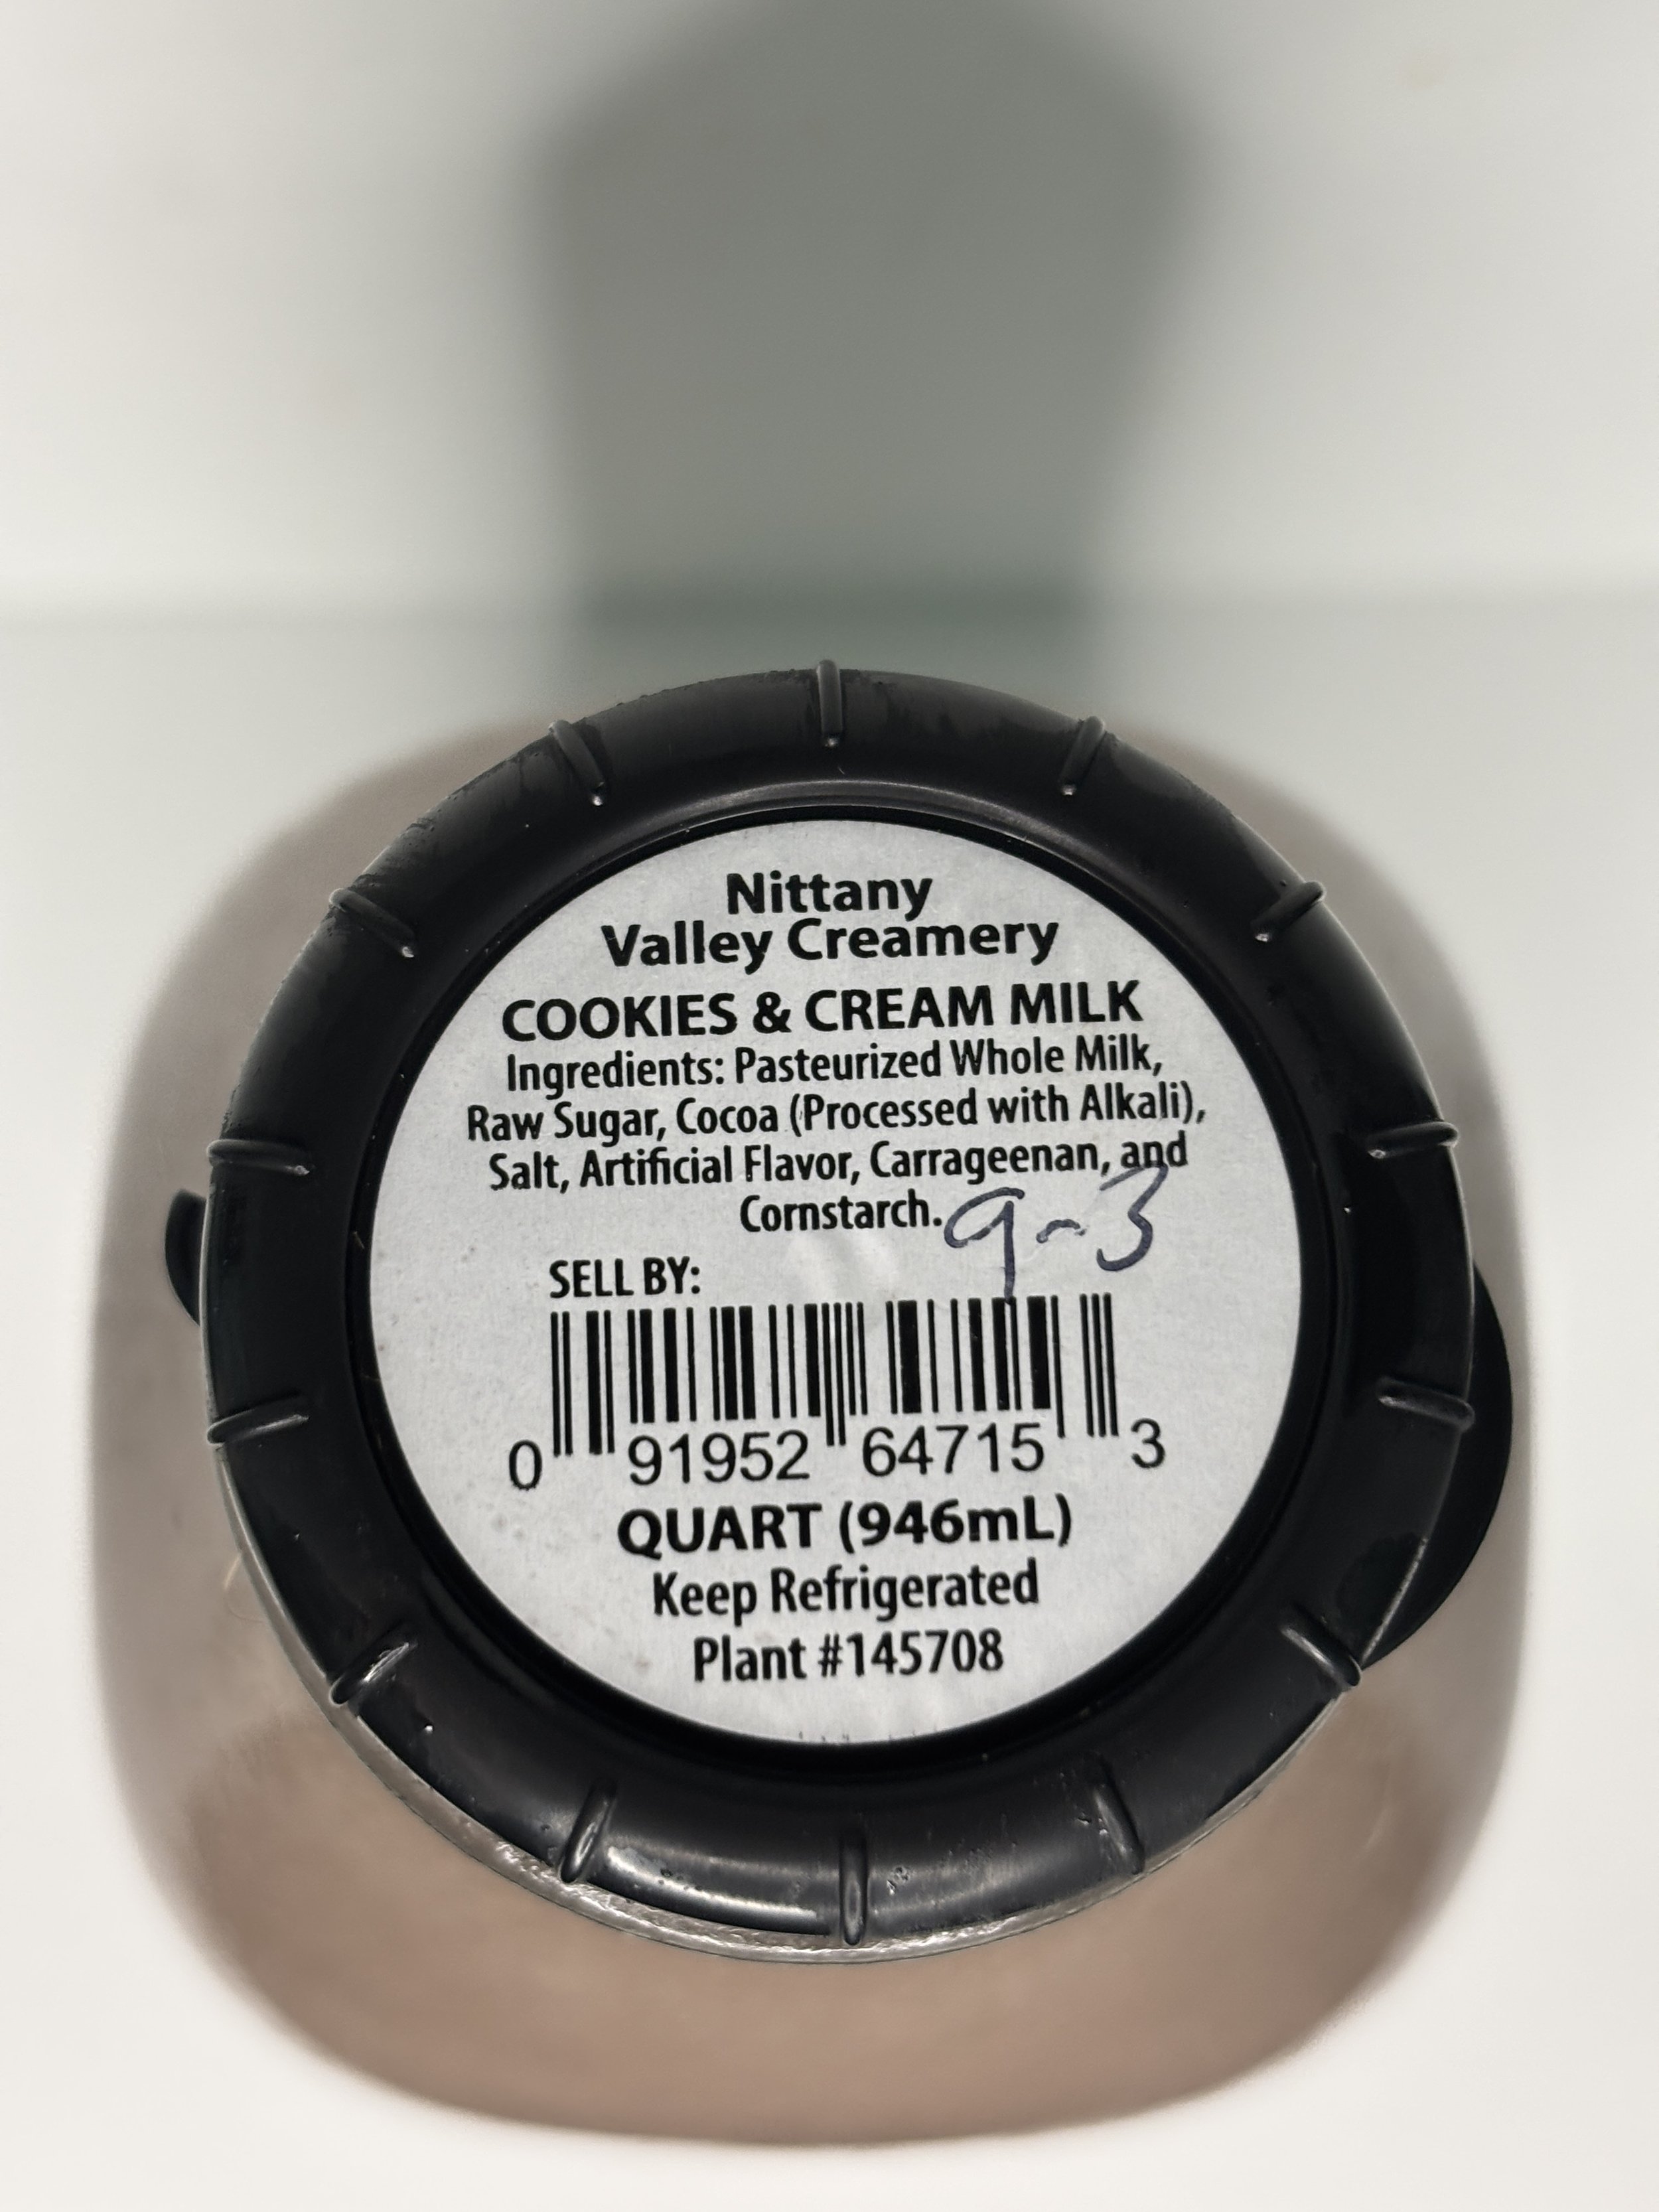 Nittany
Valley Creamery
COOKIES & CREAM MILK
Ingredients: Pasteurized Whole Milk,
Raw Sugar, Cocoa (Processed with Alkali),
Salt, Artificial Flavor, Carrageenan, and
Cornstarch.
9-3
SELL BY:
0 91952 64715 3
QUART (946mL)
Keep Refrigerated
Plant #145708